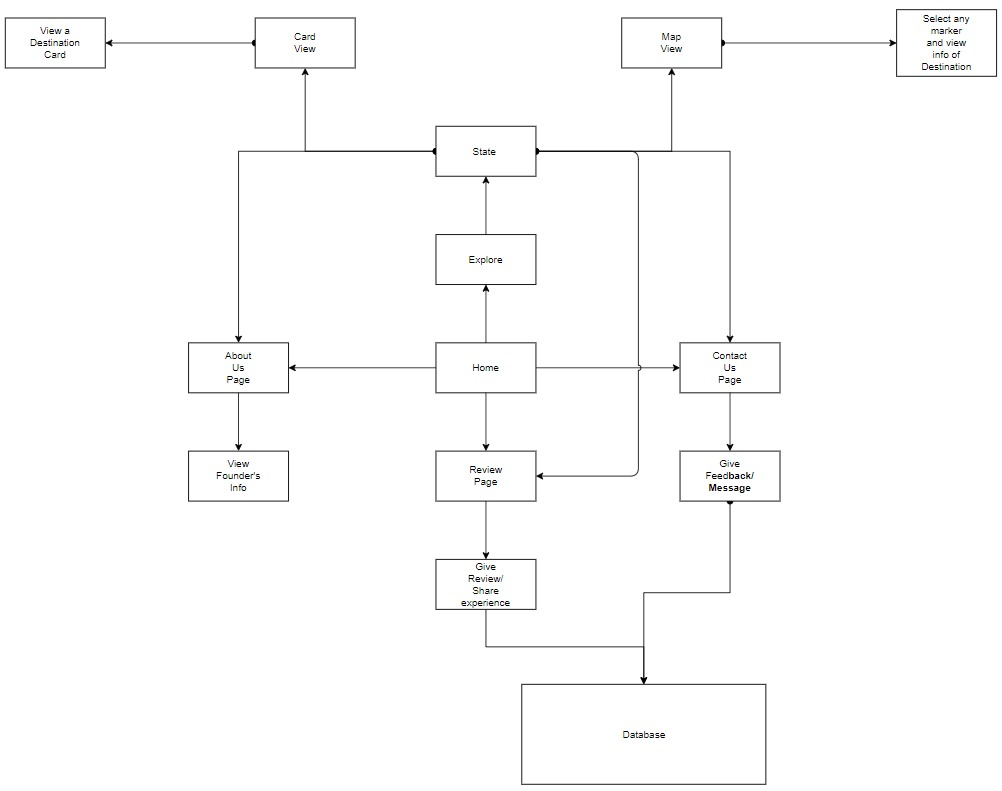 View a
Destination
Card
Card
View
Map
View
Select any
marker
and view
info of
Destination
State
Explore
About
Us
Page
Home
Contact
Us
Page
View
Founder's
Info
Review
Page
Give
Feedback/
Message
Give
Review/
Share
experience
Database